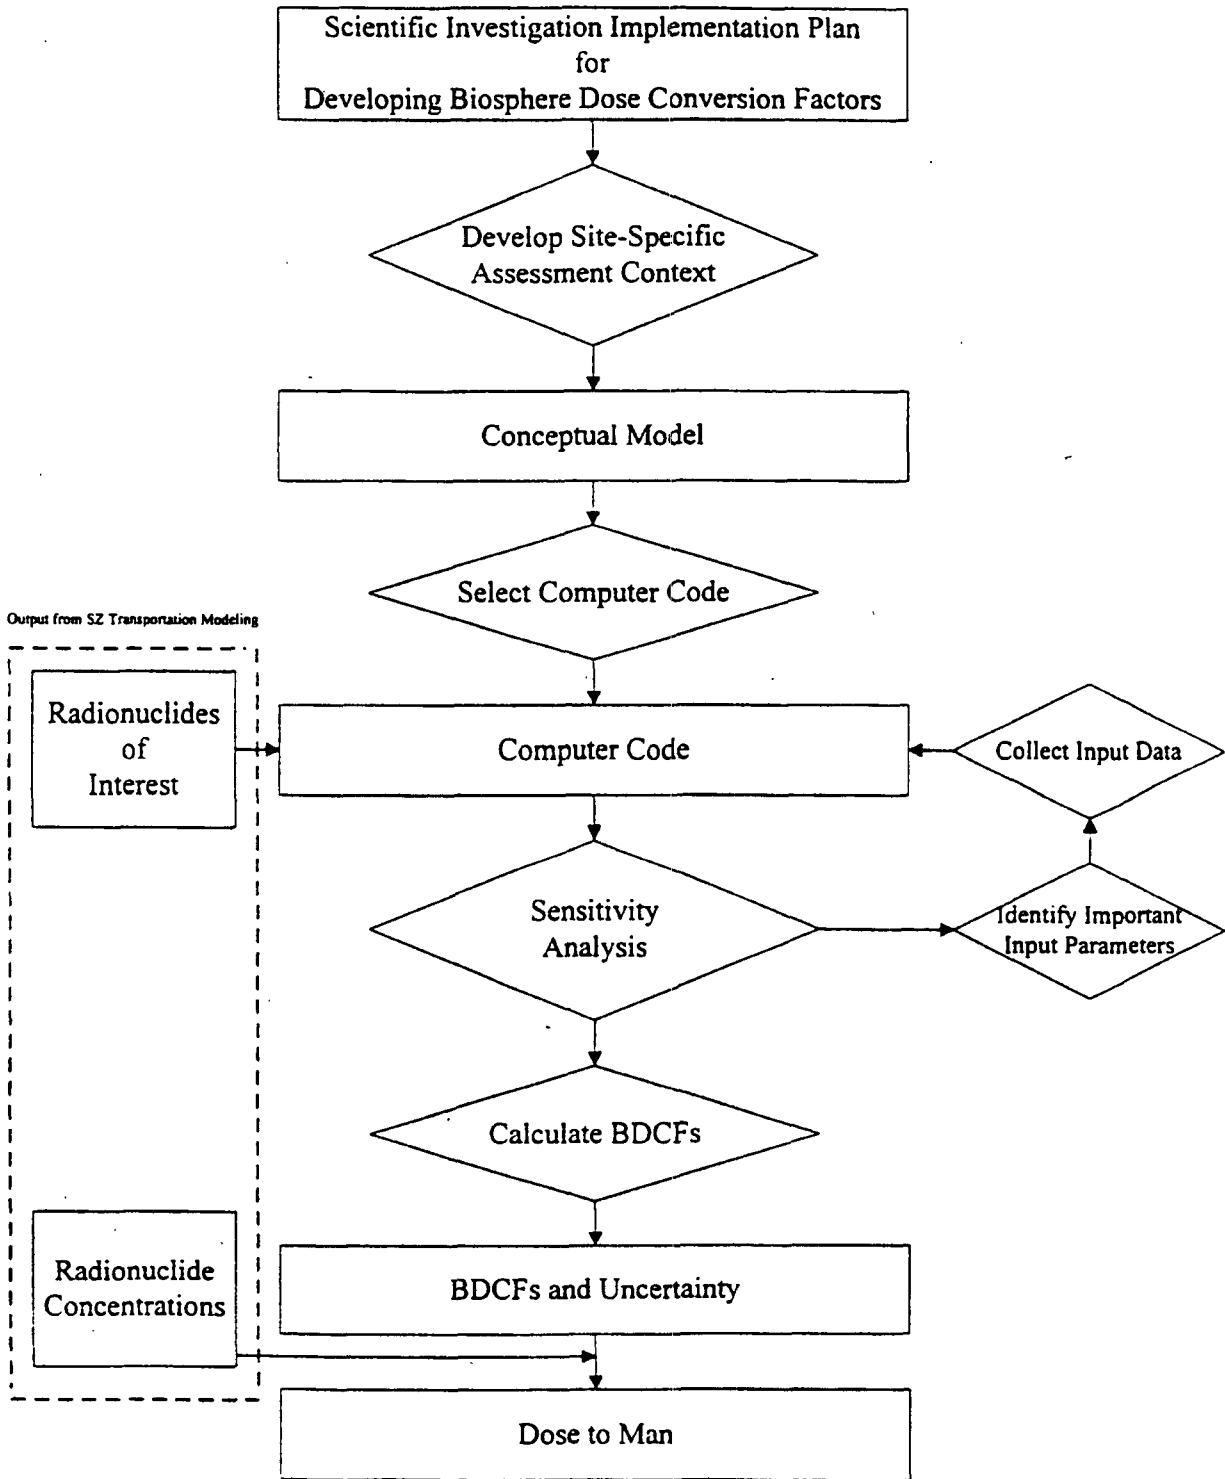 Scientific Investigation Implementation Plan
for
Developing Biosphere Dose Conversion Factors
Develop Site-Specific
Assessment Context
Conceptual Model
Select Computer Code
Output from SZ Transportation Modeling
Radionuclides
of
Interest
Computer Code
Collect Input Data
Sensitivity
Analysis
Identify Important
Input Parameters
Calculate BDCFs
Radionuclide
Concentrations
BDCFs and Uncertainty
Dose to Man